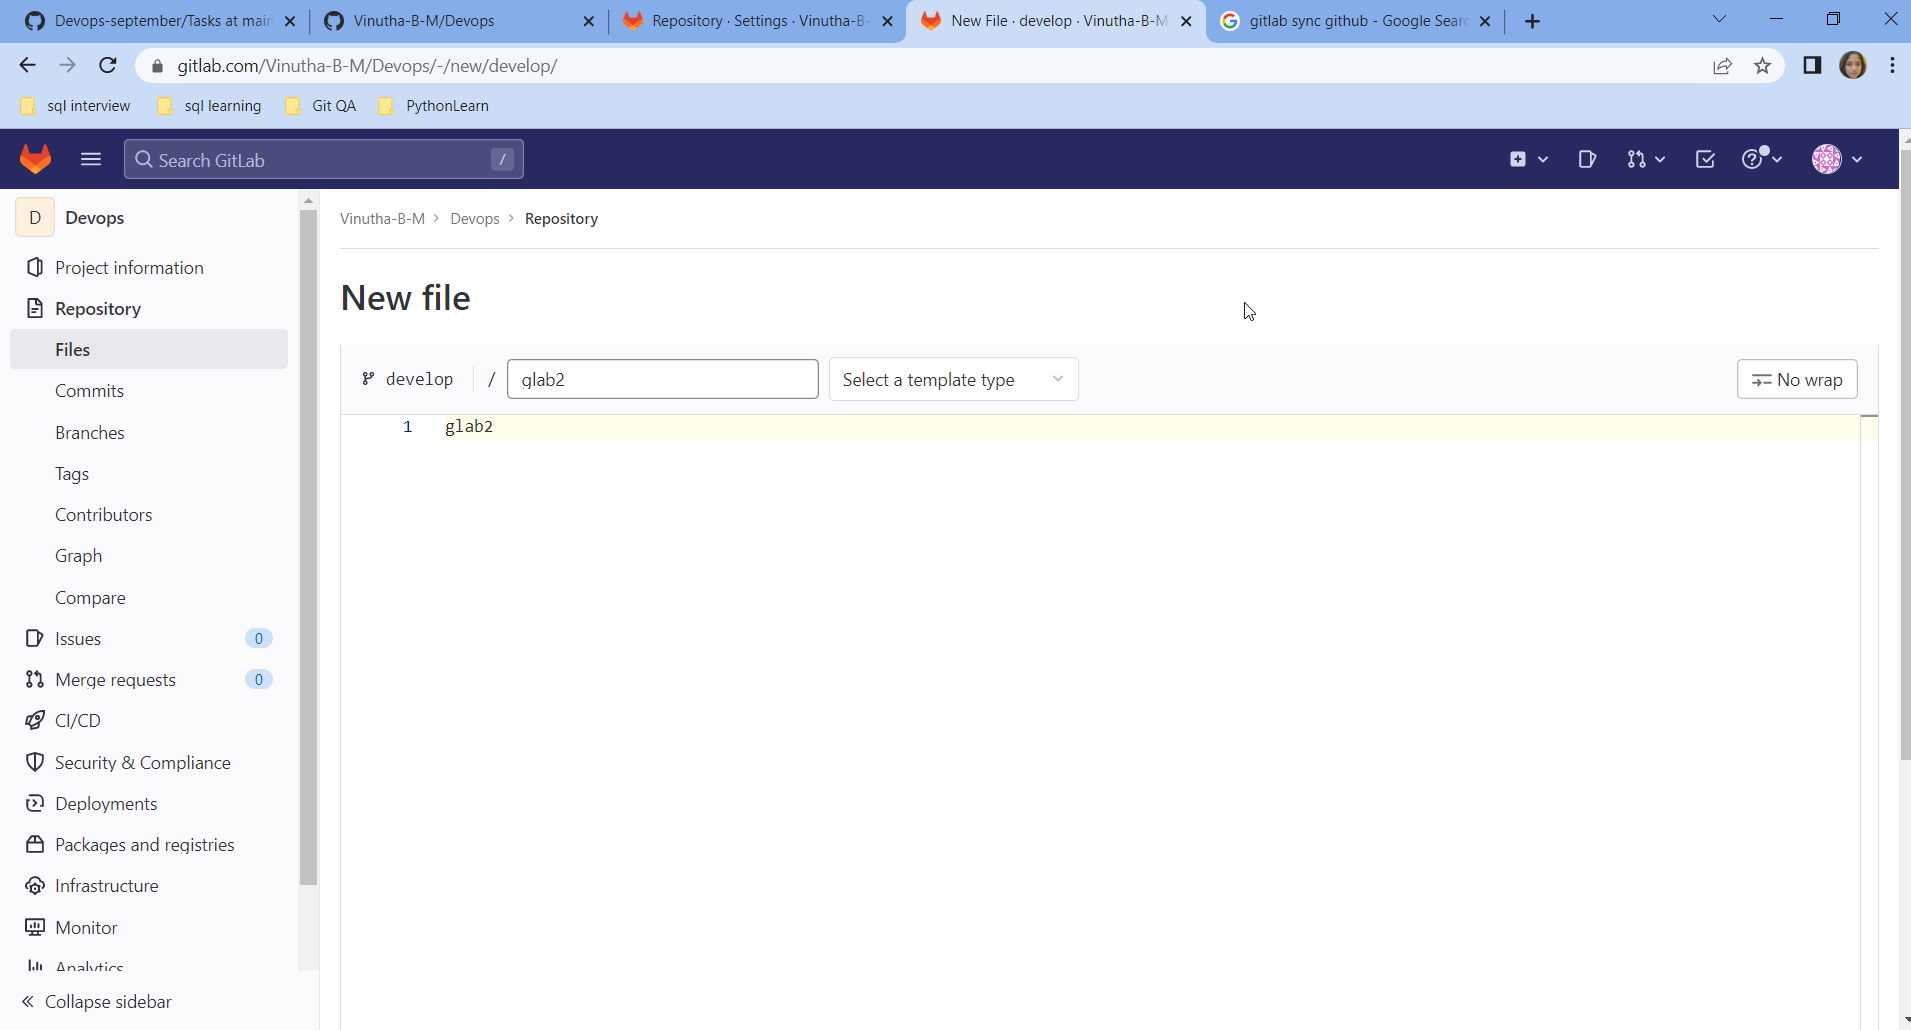 Devops-september/Tasks at main
Vinutha-B-M/Devops
Repository · Settings · Vinutha-B-
New File · develop · Vinutha-B-M
gitlab sync github - Google Sear
gitlab.com/Vinutha-B-M/Devops/-/new/develop/
sql interview
sql learning
Git QA
PythonLearn
Search GitLab /
D Devops
Project information
Repository
Files
Commits
Branches
Tags
Contributors
Graph
Compare
Issues 0
Merge requests 0
CI/CD
Security & Compliance
Deployments
Packages and registries
Infrastructure
Monitor
Analytics
Collapse sidebar
Vinutha-B-M > Devops > Repository
New file
develop / glab2 Select a template type No wrap
1 glab2